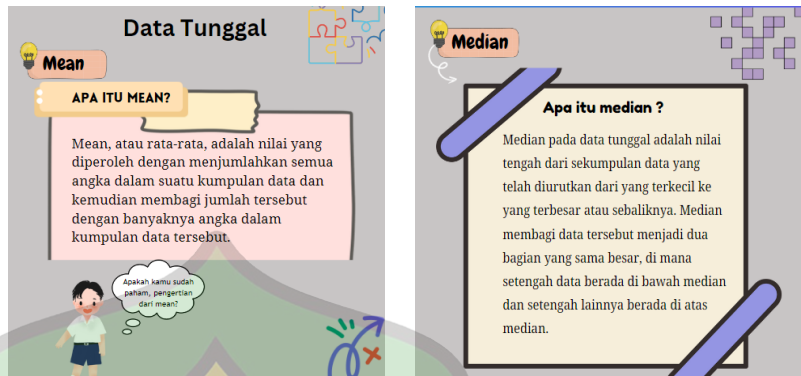 Data Tunggal
Mean
APA ITU MEAN?
Mean, atau rata-rata, adalah nilai yang
diperoleh dengan menjumlahkan semua
angka dalam suatu kumpulan data dan
kemudian membagi jumlah tersebut
dengan banyaknya angka dalam
kumpulan data tersebut.
Apakah kamu sudah
paham, pengertian
dari mean?
Median
Apa itu median ?
Median pada data tunggal adalah nilai
tengah dari sekumpulan data yang
telah diurutkan dari yang terkecil ke
yang terbesar atau sebaliknya. Median
membagi data tersebut menjadi dua
bagian yang sama besar, di mana
setengah data berada di bawah median
dan setengah lainnya berada di atas
median.